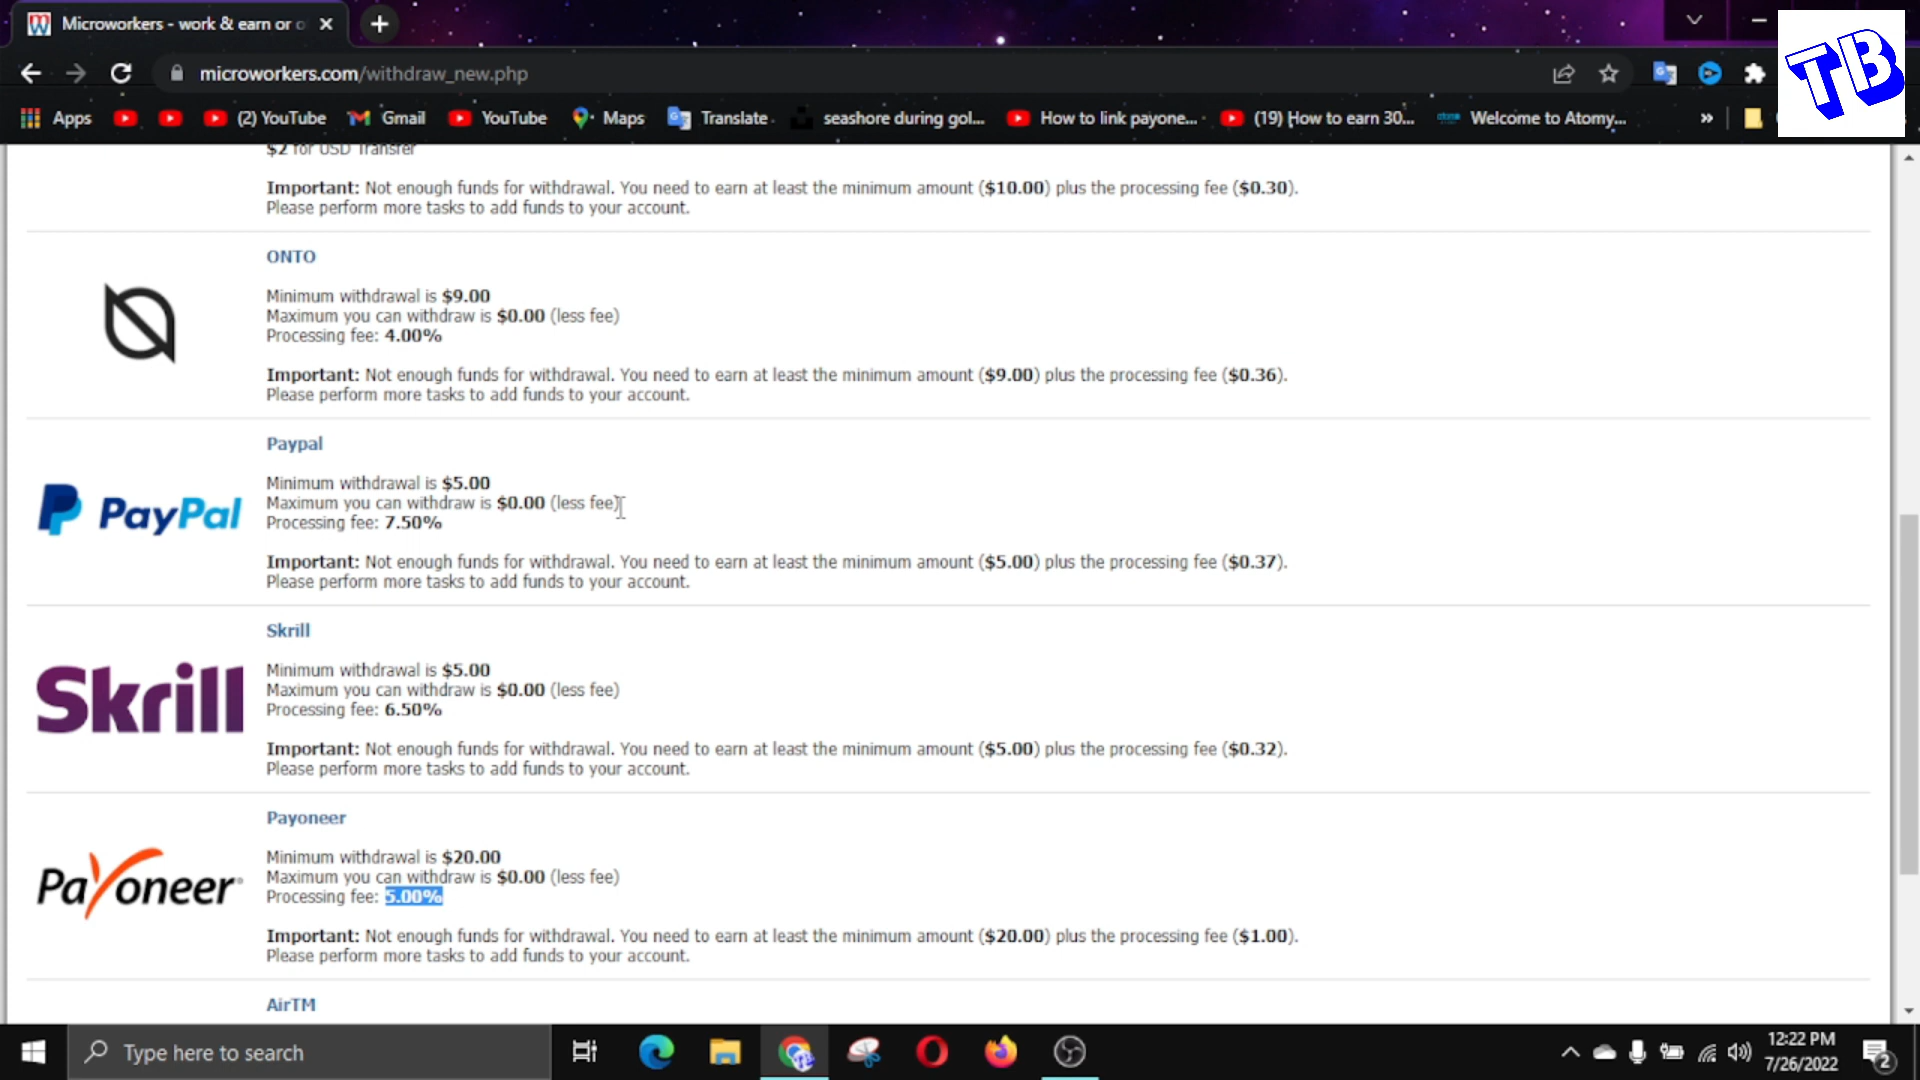 Microworkers - work & earn or o
TB
microworkers.com/withdraw_new.php
Apps (2) YouTube Gmail YouTube Maps Translate seashore during gol... How to link payone... (19) How to earn 30... Welcome to Atomy,... »
$2 for USD Transfer
Important: Not enough funds for withdrawal. You need to earn at least the minimum amount ($10.00) plus the processing fee ($0.30).
Please perform more tasks to add funds to your account.
ONTO
Minimum withdrawal is $9.00
Maximum you can withdraw is $0.00 (less fee)
Processing fee: 4.00%
Important: Not enough funds for withdrawal. You need to earn at least the minimum amount ($9.00) plus the processing fee ($0.36).
Please perform more tasks to add funds to your account.
Paypal
PayPal
Minimum withdrawal is $5.00
Maximum you can withdraw is $0.00 (less fee)
Processing fee: 7.50%
Important: Not enough funds for withdrawal. You need to earn at least the minimum amount ($5.00) plus the processing fee ($0.37).
Please perform more tasks to add funds to your account.
Skrill
Skrill
Minimum withdrawal is $5.00
Maximum you can withdraw is $0.00 (less fee)
Processing fee: 6.50%
Important: Not enough funds for withdrawal. You need to earn at least the minimum amount ($5.00) plus the processing fee ($0.32).
Please perform more tasks to add funds to your account.
Payoneer
Payoneer
Minimum withdrawal is $20.00
Maximum you can withdraw is $0.00 (less fee)
Processing fee: 5.00%
Important: Not enough funds for withdrawal. You need to earn at least the minimum amount ($20.00) plus the processing fee ($1.00).
Please perform more tasks to add funds to your account.
AirTM
Type here to search
12:22 PM
7/26/2022
2